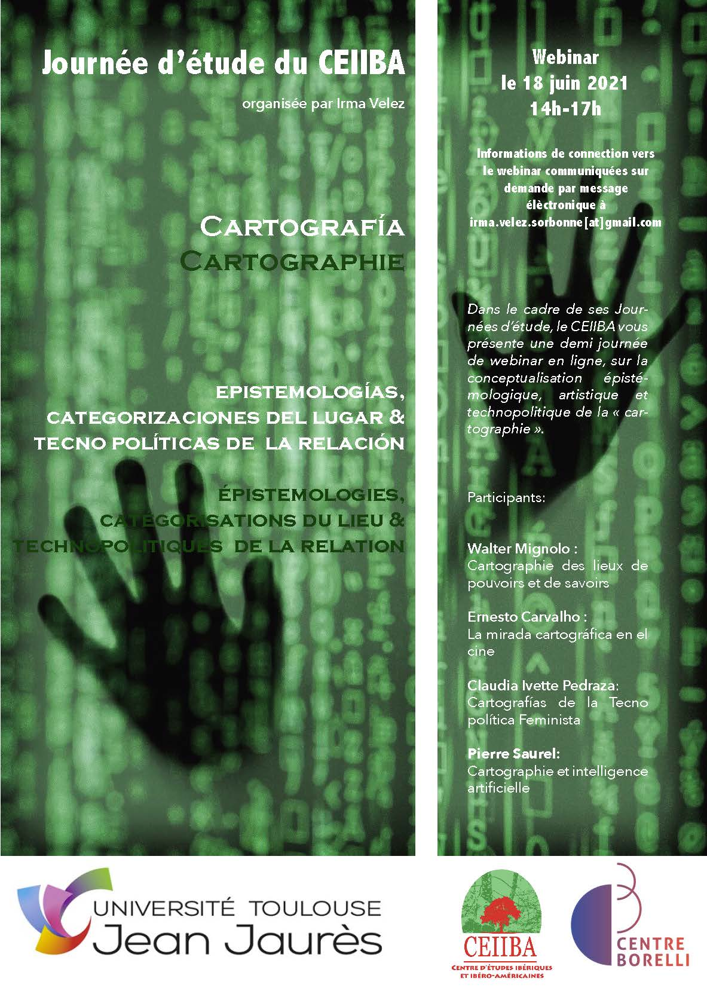 Journée d'étude du CEIIBA
organisée par Irma Velez
CARTOGRAFÍA
CARTOGRAPHIE
EPISTEMOLOGÍAS,
CATEGORIZACIONES DEL LUGAR &
TECNO POLÍTICAS DE LA RELACIÓN
ÉPISTEMOLOGIES,
CATÉGORISATIONS DU LIEU &
TECHNOPOLITIQUES DE LA RELATION
Webinar
le 18 juin 2021
14h-17h
Informations de connection vers
le webinar communiquées sur
demande par message
élèctronique à
irma.velez.sorbonne[at]gmail.com
Dans le cadre de ses Jour-
nées d'étude, le CEIIBA vous
présente une demi journée
de webinar en ligne, sur la
conceptualisation épisté-
mologique, artistique et
technopolitique de la « car-
tographie ».
Participants:
Walter Mignolo :
Cartographie des lieux de
pouvoirs et de savoirs
Ernesto Carvalho :
La mirada cartográfica en el
cine
Claudia Ivette Pedraza:
Cartografías de la Tecno
política Feminista
Pierre Saurel:
Cartographie et intelligence
artificielle
UNIVERSITÉ TOULOUSE
Jean Jaurès
CEIIBA
CENTRE D'ÉTUDES IBÉRIQUES
ET IBÉRO-AMÉRICAINES
CENTRE
BORELLI